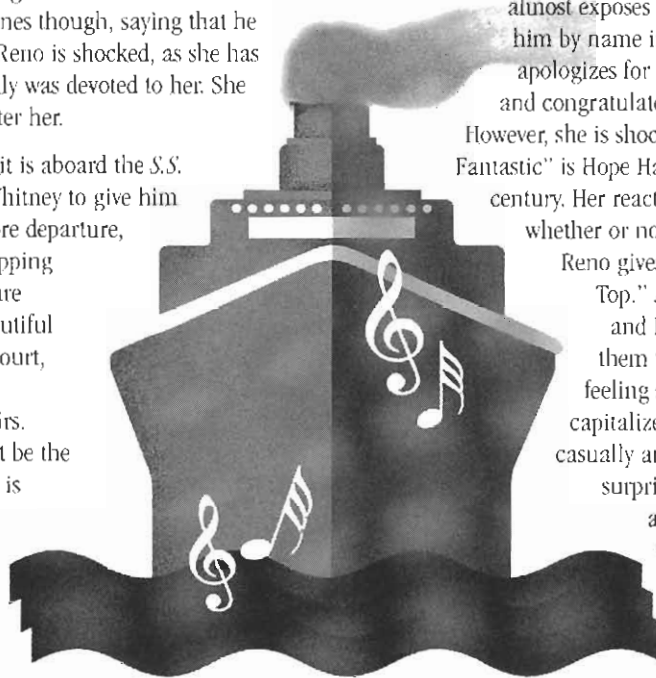 nes though, saying that he
Reno is shocked, as she has
ly was devoted to her. She
ter her.
it is aboard the S.S.
Whitney to give him
re departure,
pping
re
utiful
ourt,
rs.
t be the
is
almost exposes
him by name i
apologizes for
and congratulate
However, she is shoc
Fantastic” is Hope Ha
century. Her react
whether or no
Reno give
Top.”
and
them
feeling
capitalize
casually ar
surpri
a